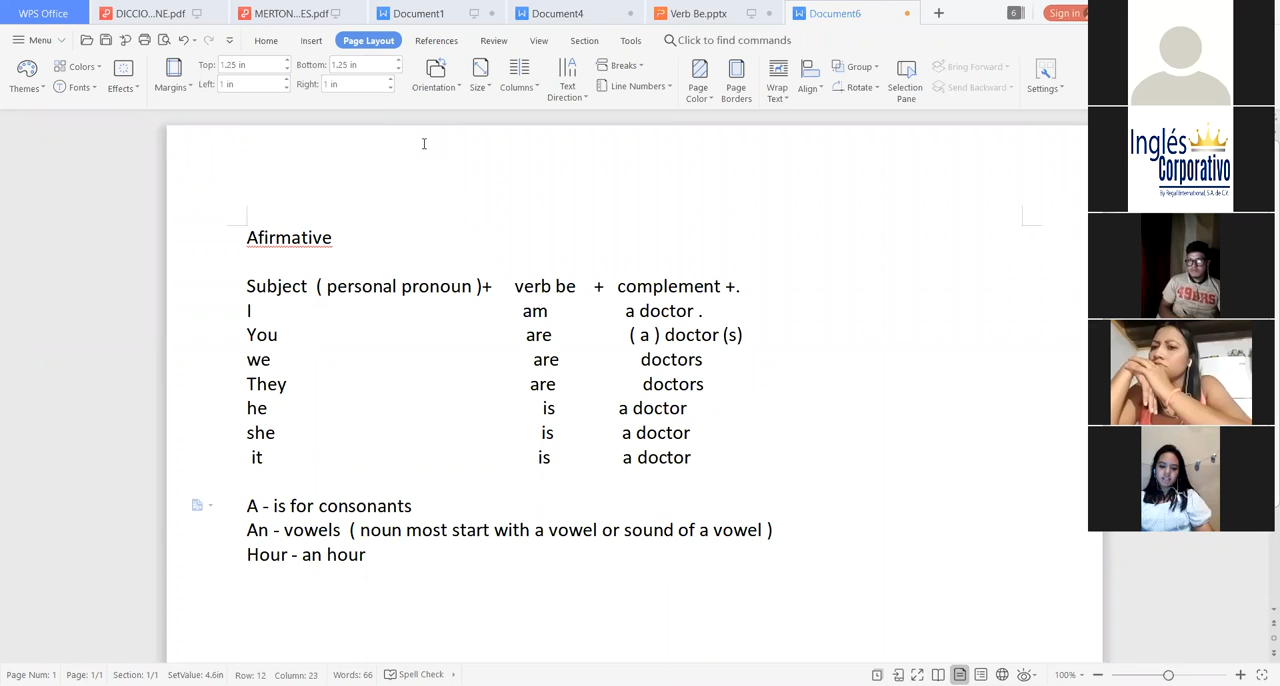 WPS Office
DICCIO...NE.pdf
MERTON...ES.pdf
Document1
Document4
Verb Be.pptx
Document6
6
Sign in
Menu
Home
Insert
Page Layout
References
Review
View
Section
Tools
Click to find commands
Themes
Colors
Fonts
Effects
Margins
Top: 1.25 in
Bottom: 1.25 in
Left: 1 in
Right: 1 in
Orientation
Size
Columns
Text Direction
Breaks
Line Numbers
Page Color
Page Borders
Wrap Text
Align
Group
Rotate
Selection Pane
Bring Forward
Send Backward
Settings
Afirmative
Subject ( personal pronoun )+ verb be + complement +.
I am a doctor .
You are ( a ) doctor (s)
we are doctors
They are doctors
he is a doctor
she is a doctor
it is a doctor
A - is for consonants
An - vowels ( noun most start with a vowel or sound of a vowel )
Hour - an hour
Inglés
Corporativo
By Regal International, S.A. de C.V.
49ERS
Page Num: 1 Page: 1/1 Section: 1/1 SetValue: 4.6in Row: 12 Column: 23 Words: 66 Spell Check
100%